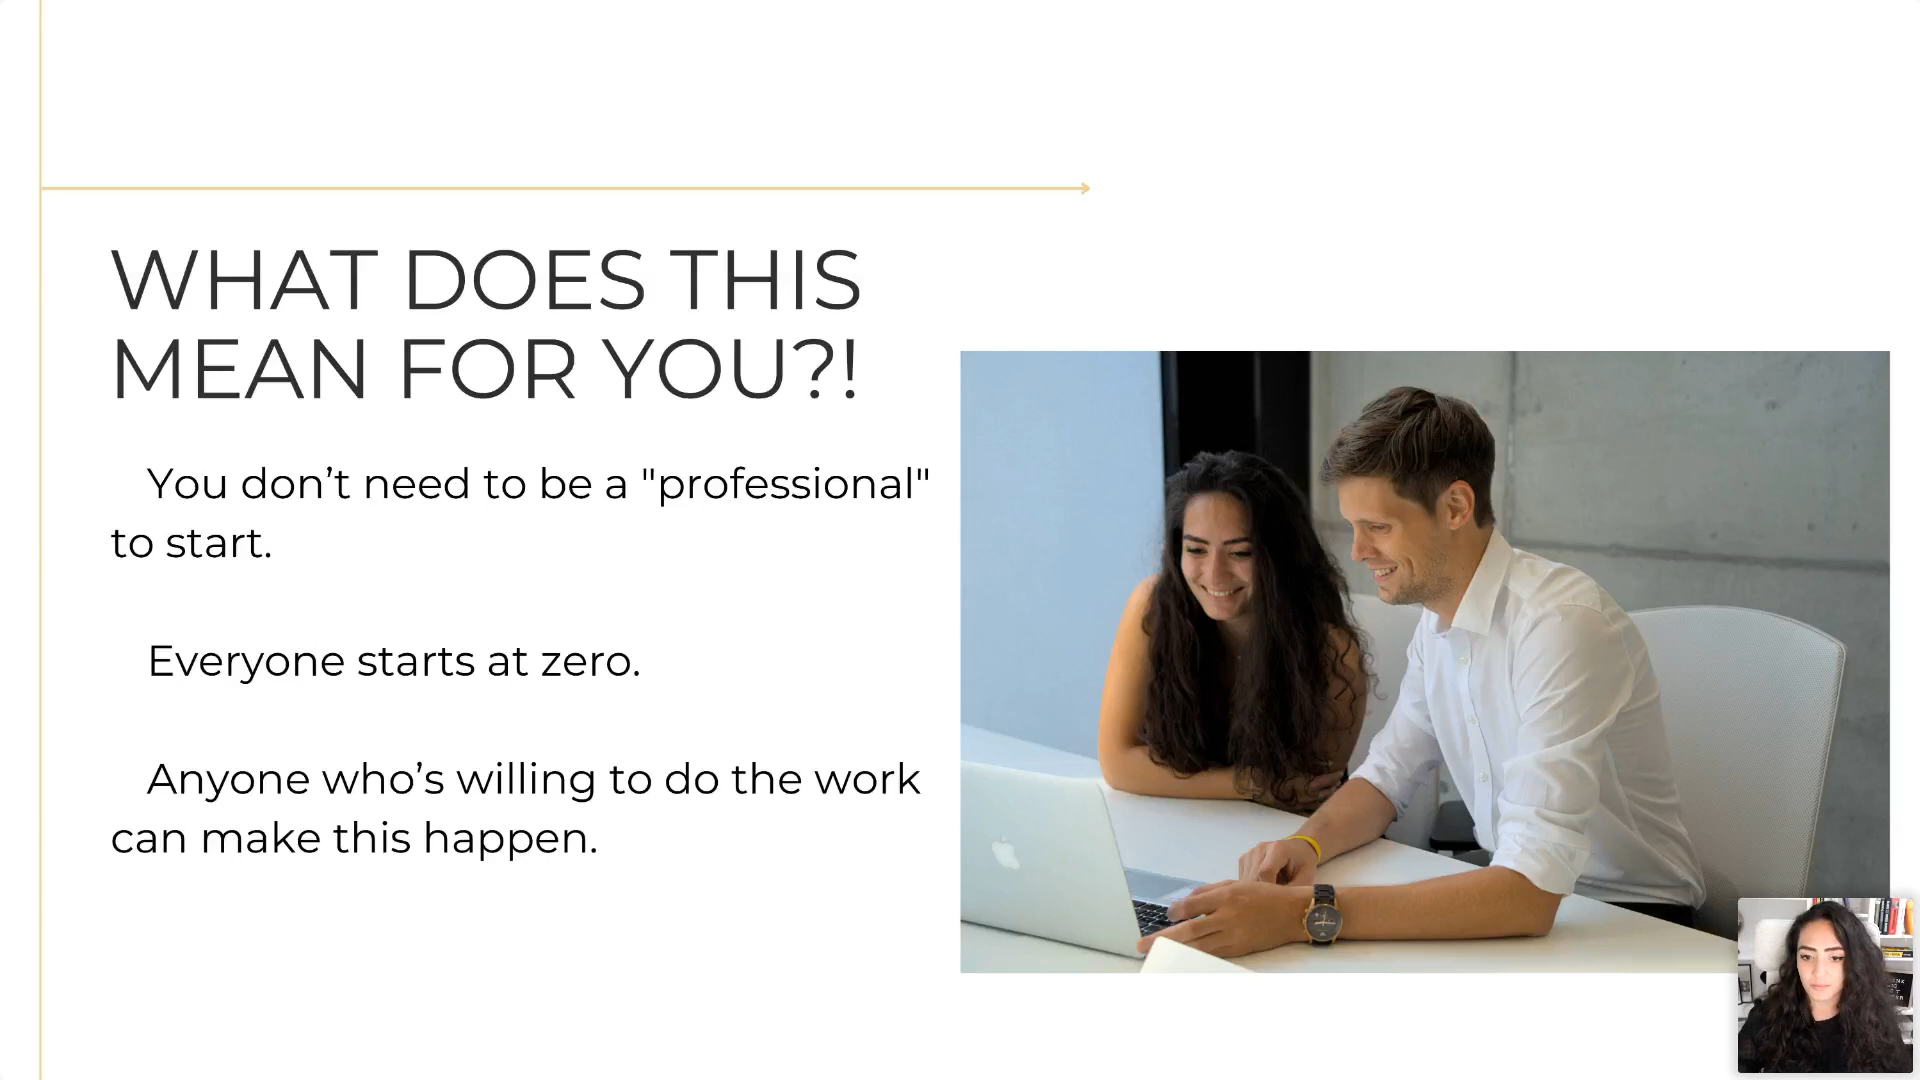 WHAT DOES THIS
MEAN FOR YOU?!
You don’t need to be a "professional"
to start.
Everyone starts at zero.
Anyone who’s willing to do the work
can make this happen.